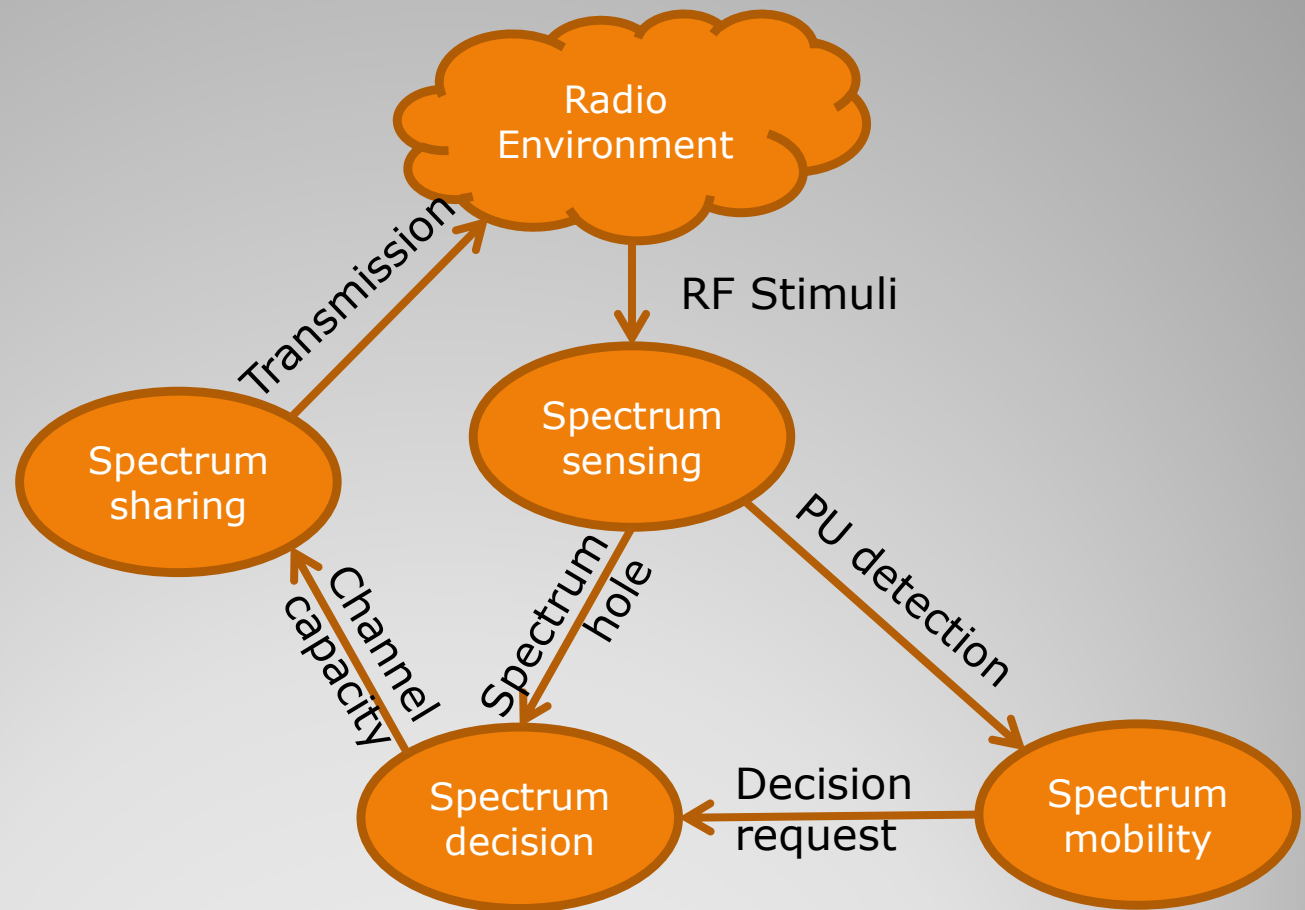 Radio
Environment
Transmission
RF Stimuli
Spectrum
sensing
Spectrum
sharing
PU detection
Spectrum
hole
Channel
capacity
Spectrum
decision
Decision
request
Spectrum
mobility